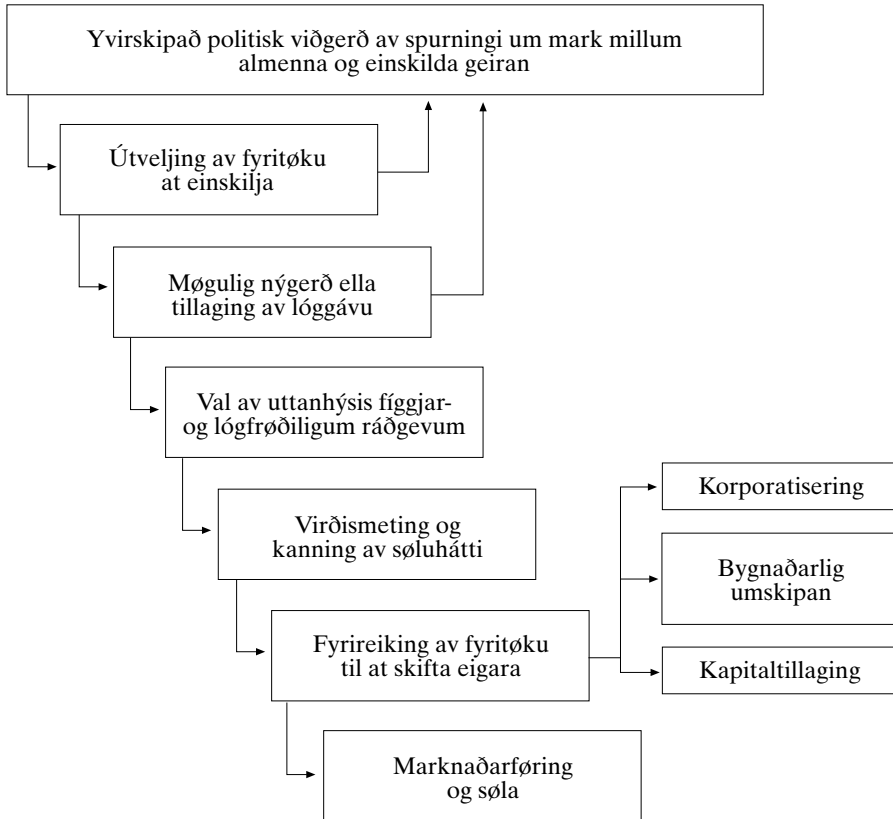 Yvirskipað politisk viðgerð av spurningi um mark millum
almenna og einskilda geiran
Útveljing av fyritøku
at einskilja
Møgulig nýgerð ella
tillaging av lóggávu
Val av uttanhýsis fíggjar-
og lógfrøðiligum ráðgevum
Virðismeting og
kanning av søluhátti
Fyrireiking av fyritøku
til at skifta eigara
Korporatisering
Bygnaðarlig
umskipan
Kapitaltillaging
Marknaðarføring
og søla